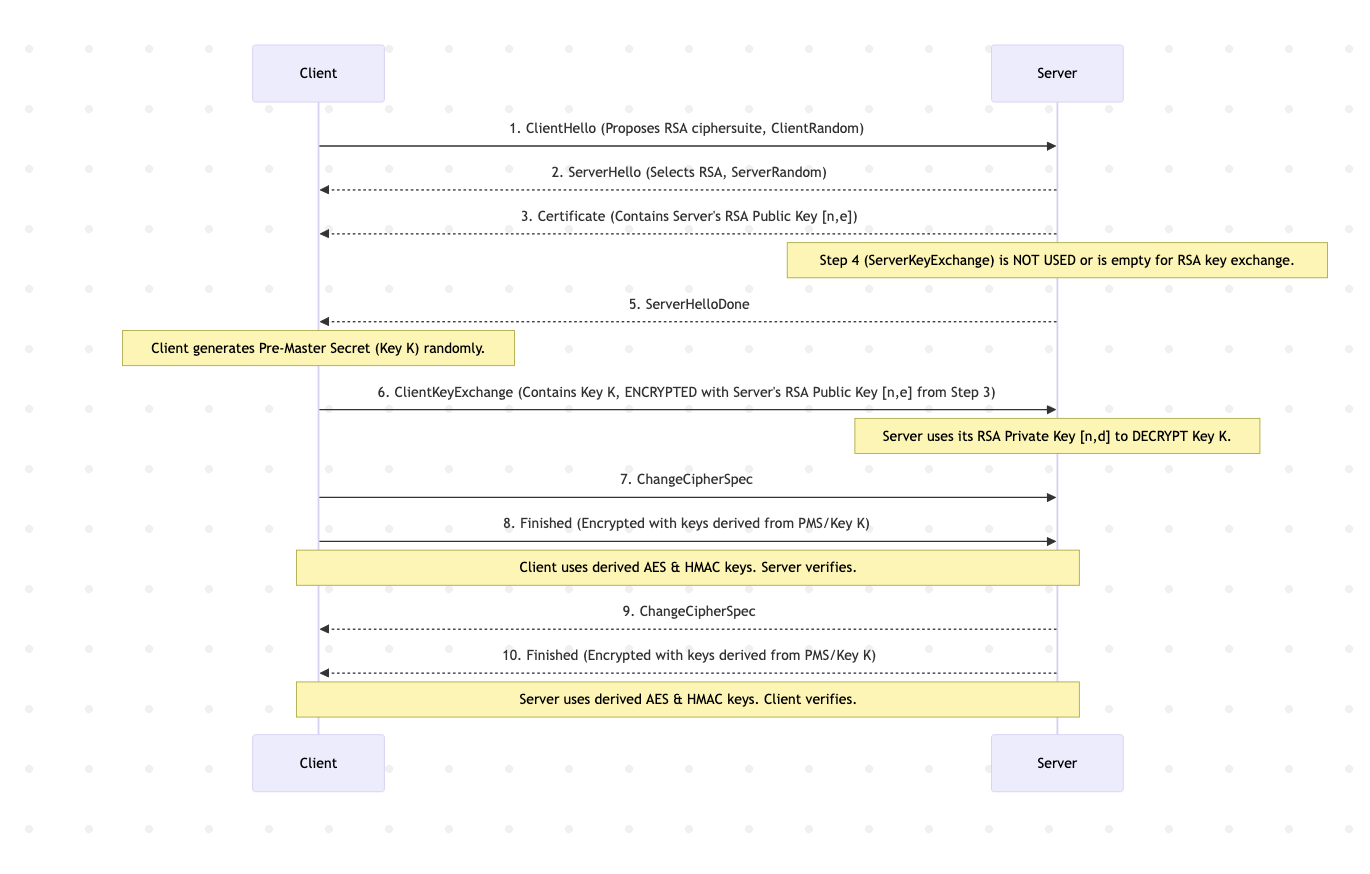 Client
Server
1. ClientHello (Proposes RSA ciphersuite, ClientRandom)
2. ServerHello (Selects RSA, ServerRandom)
3. Certificate (Contains Server's RSA Public Key [n,e])
Step 4 (ServerKeyExchange) is NOT USED or is empty for RSA key exchange.
5. ServerHelloDone
Client generates Pre-Master Secret (Key K) randomly.
6. ClientKeyExchange (Contains Key K, ENCRYPTED with Server's RSA Public Key [n,e] from Step 3)
Server uses its RSA Private Key [n,d] to DECRYPT Key K.
7. ChangeCipherSpec
8. Finished (Encrypted with keys derived from PMS/Key K)
Client uses derived AES & HMAC keys. Server verifies.
9. ChangeCipherSpec
10. Finished (Encrypted with keys derived from PMS/Key K)
Server uses derived AES & HMAC keys. Client verifies.
Client
Server